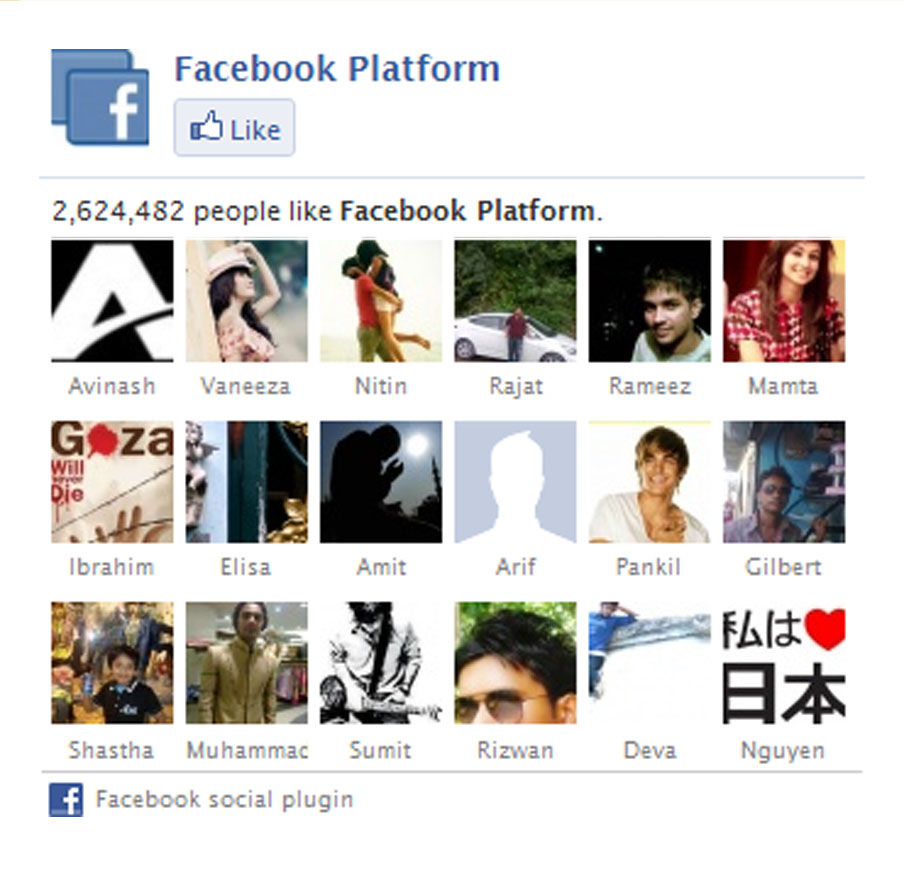 Facebook Platform
Like
2,624,482 people like Facebook Platform.
Avinash Vaneeza Nitin Rajat Rameez Mamta
Gaza
Will
never
Die
Ibrahim Elisa Amit Arif Pankil Gilbert
私は❤
日本
Shastha Muhammac Sumit Rizwan Deva Nguyen
Facebook social plugin